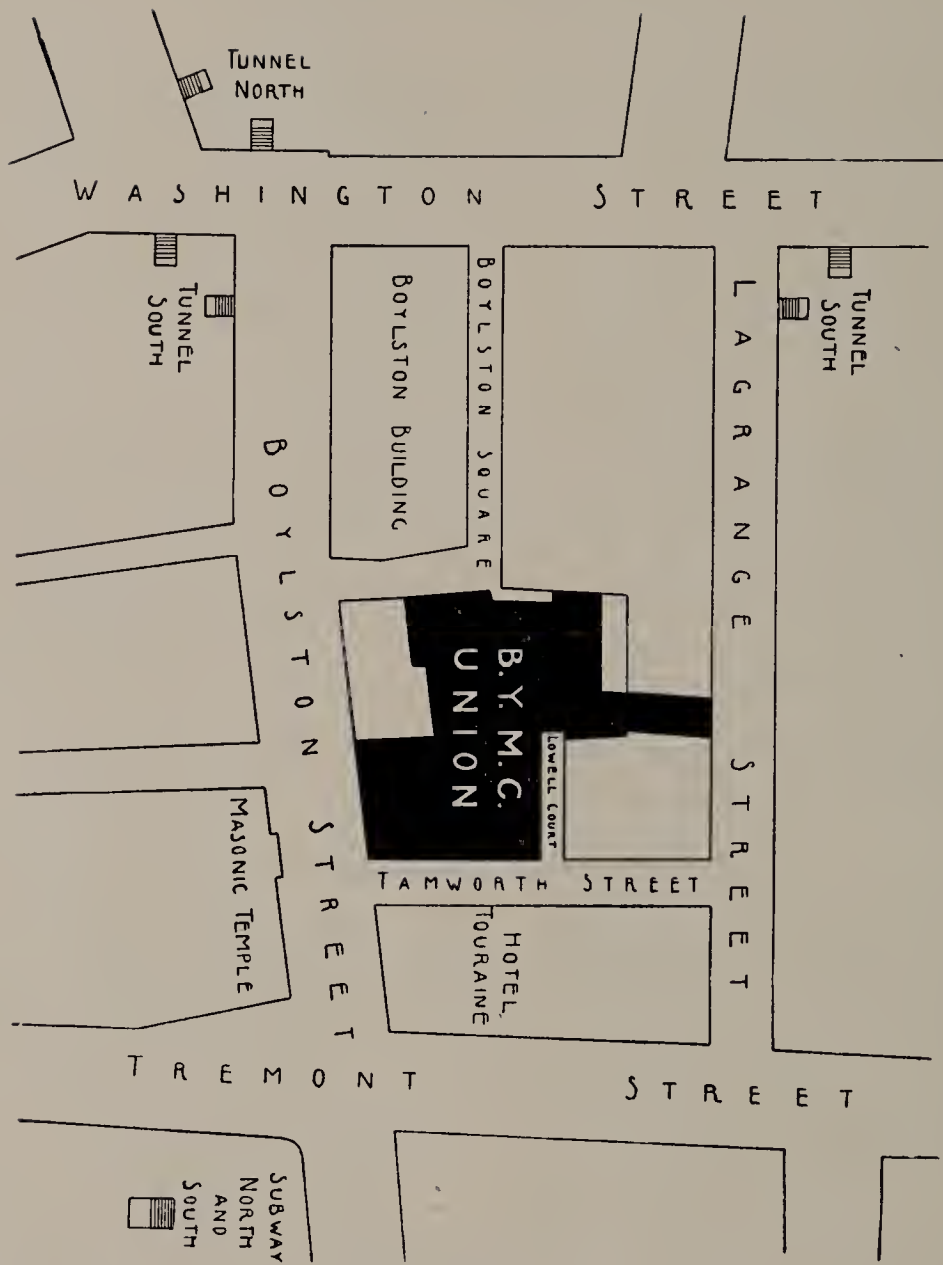 TUNNEL
NORTH
WASHINGTON STREET
TUNNEL
SOUTH
BOYLSTON BUILDING
BOYLSTON SQUARE
LAGRANGE STREET
TUNNEL
SOUTH
BOYLSTON STREET
B. Y. M. C.
UNION
LOWELL COURT
TAMWORTH STREET
MASONIC TEMPLE
HOTEL,
TOURAINE
TREMONT STREET
SUBWAY
NORTH
AND
SOUTH